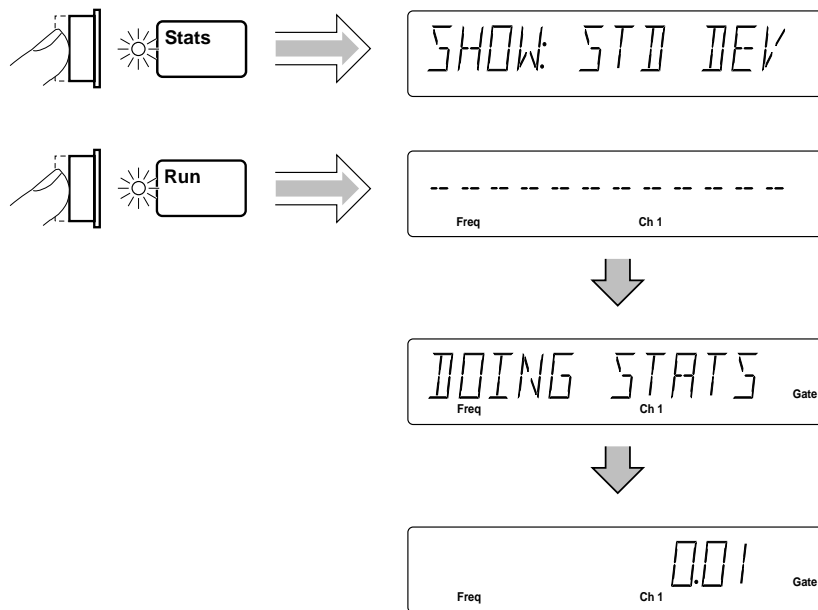 Stats
SHOW: STD DEV
Run
-- -- -- -- -- -- -- -- -- -- -- --
Freq Ch 1
DOING STATS
Freq Ch 1 Gate
0.01
Freq Ch 1 Gate